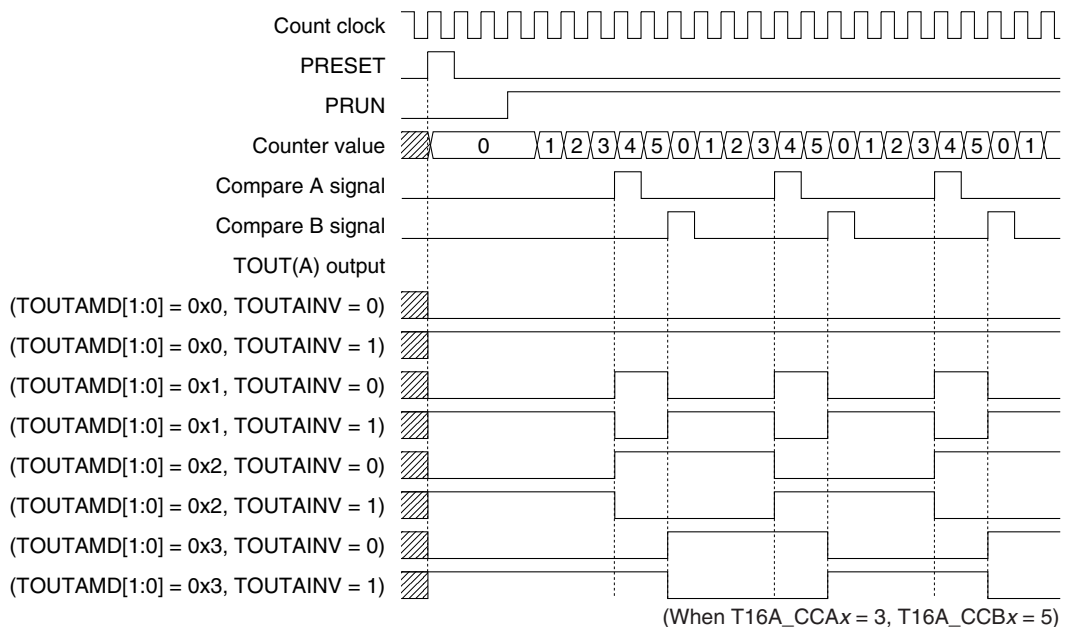 Count clock
PRESET
PRUN
Counter value 0 1 2 3 4 5 0 1 2 3 4 5 0 1 2 3 4 5 0 1
Compare A signal
Compare B signal
TOUT(A) output
(TOUTAMD[1:0] = 0x0, TOUTAINV = 0)
(TOUTAMD[1:0] = 0x0, TOUTAINV = 1)
(TOUTAMD[1:0] = 0x1, TOUTAINV = 0)
(TOUTAMD[1:0] = 0x1, TOUTAINV = 1)
(TOUTAMD[1:0] = 0x2, TOUTAINV = 0)
(TOUTAMD[1:0] = 0x2, TOUTAINV = 1)
(TOUTAMD[1:0] = 0x3, TOUTAINV = 0)
(TOUTAMD[1:0] = 0x3, TOUTAINV = 1)
(When T16A_CCAx = 3, T16A_CCBx = 5)